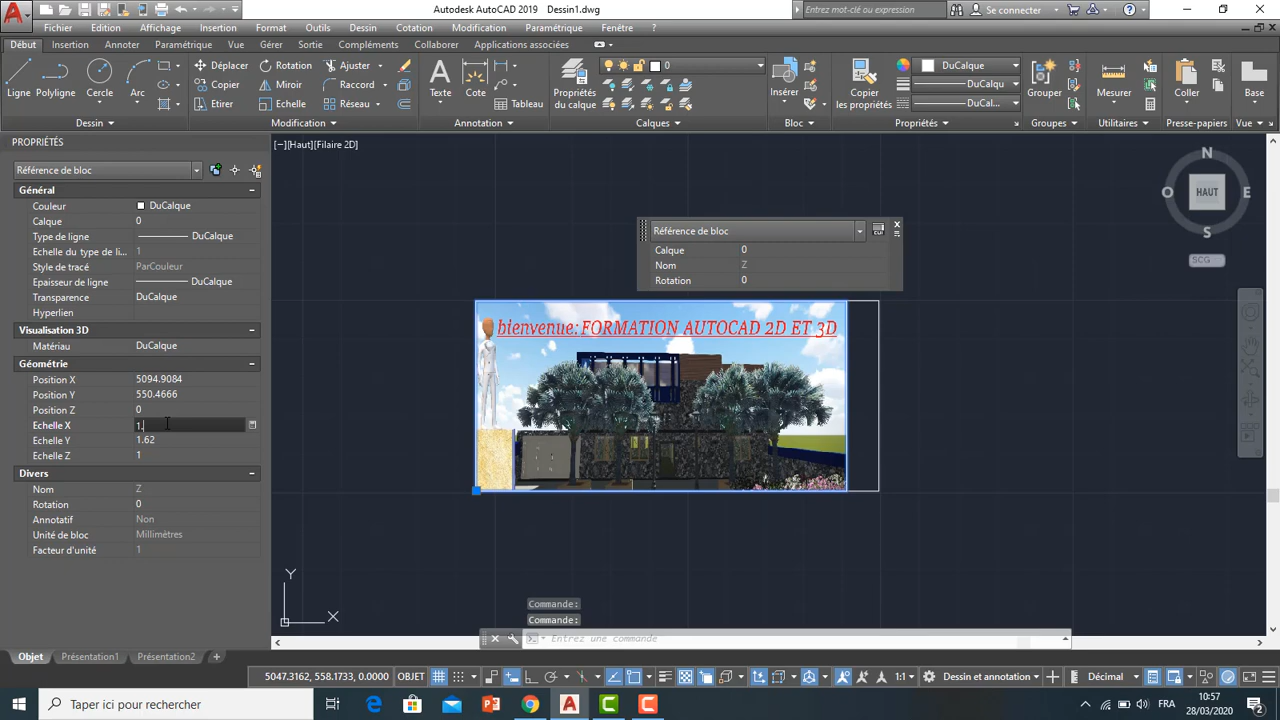 Autodesk AutoCAD 2019 Dessin1.dwg
Entrez mot-clé ou expression
Se connecter
Fichier Edition Affichage Insertion Format Outils Dessin Cotation Modification Paramétrique Fenêtre
Début Insertion Annoter Paramétrique Vue Gérer Sortie Compléments Collaborer Applications associées
Ligne Polyligne Cercle Arc
Déplacer Rotation Ajuster
Copier Miroir Raccord
Etirer Echelle Réseau
Texte Cote Tableau
Propriétés du calque
0
Insérer
Copier les propriétés
DuCalque
DuCalqu
DuCal...
Grouper Mesurer Coller Base
Dessin Modification Annotation Calques Bloc Propriétés Groupes Utilitaires Presse-papiers Vue
PROPRIÉTÉS
[−][Haut][Filaire 2D]
Référence de bloc
Général
Couleur DuCalque
Calque 0
Type de ligne DuCalque
Echelle du type de li... 1
Style de tracé ParCouleur
Epaisseur de ligne DuCalque
Transparence DuCalque
Hyperlien
Visualisation 3D
Matériau DuCalque
Géométrie
Position X 5094.9084
Position Y 550.4666
Position Z 0
Echelle X 1.
Echelle Y 1.62
Echelle Z 1
Divers
Nom Z
Rotation 0
Annotatif Non
Unité de bloc Millimètres
Facteur d'unité 1
Référence de bloc
Calque 0
Nom Z
Rotation 0
bienvenue: FORMATION AUTOCAD 2D ET 3D
N
O HAUT E
S
SCG
Y
X
Commande:
Commande:
Entrez une commande
Objet Présentation1 Présentation2 +
5047.3162, 558.1733, 0.0000 OBJET
1:1 Dessin et annotation Décimal
Taper ici pour rechercher
FRA
10:57
28/03/2020
2